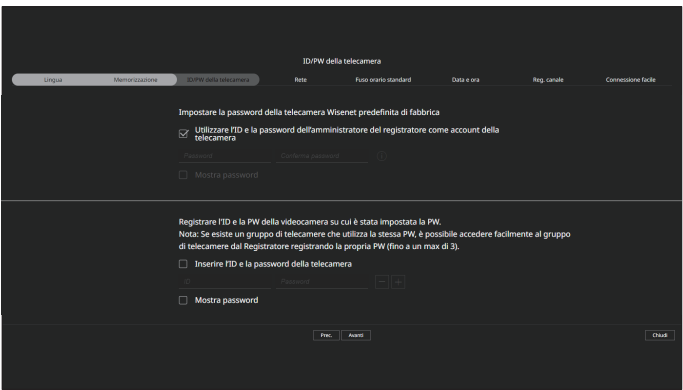 ID/PW della telecamera
Lingua Memorizzazione ID/PW della telecamera Rete Fuso orario standard Data e ora Reg. canale Connessione facile
Impostare la password della telecamera Wisenet predefinita di fabbrica
Utilizzare l'ID e la password dell'amministratore del registratore come account della
telecamera
Password Conferma password
Mostra password
Registrare l'ID e la PW della videocamera su cui è stata impostata la PW.
Nota: Se esiste un gruppo di telecamere che utilizza la stessa PW, è possibile accedere facilmente al gruppo
di telecamere dal Registratore registrando la propria PW (fino a un max di 3).
Inserire l'ID e la password della telecamera
ID Password
Mostra password
Prec. Avanti Chiudi